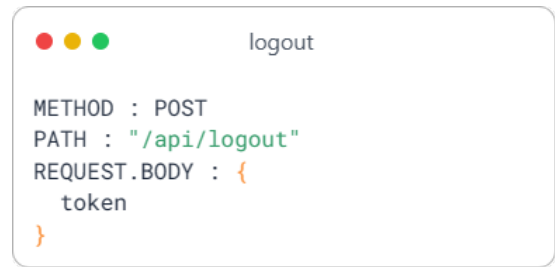 logout
METHOD : POST
PATH : "/api/logout"
REQUEST.BODY : {
  token
}